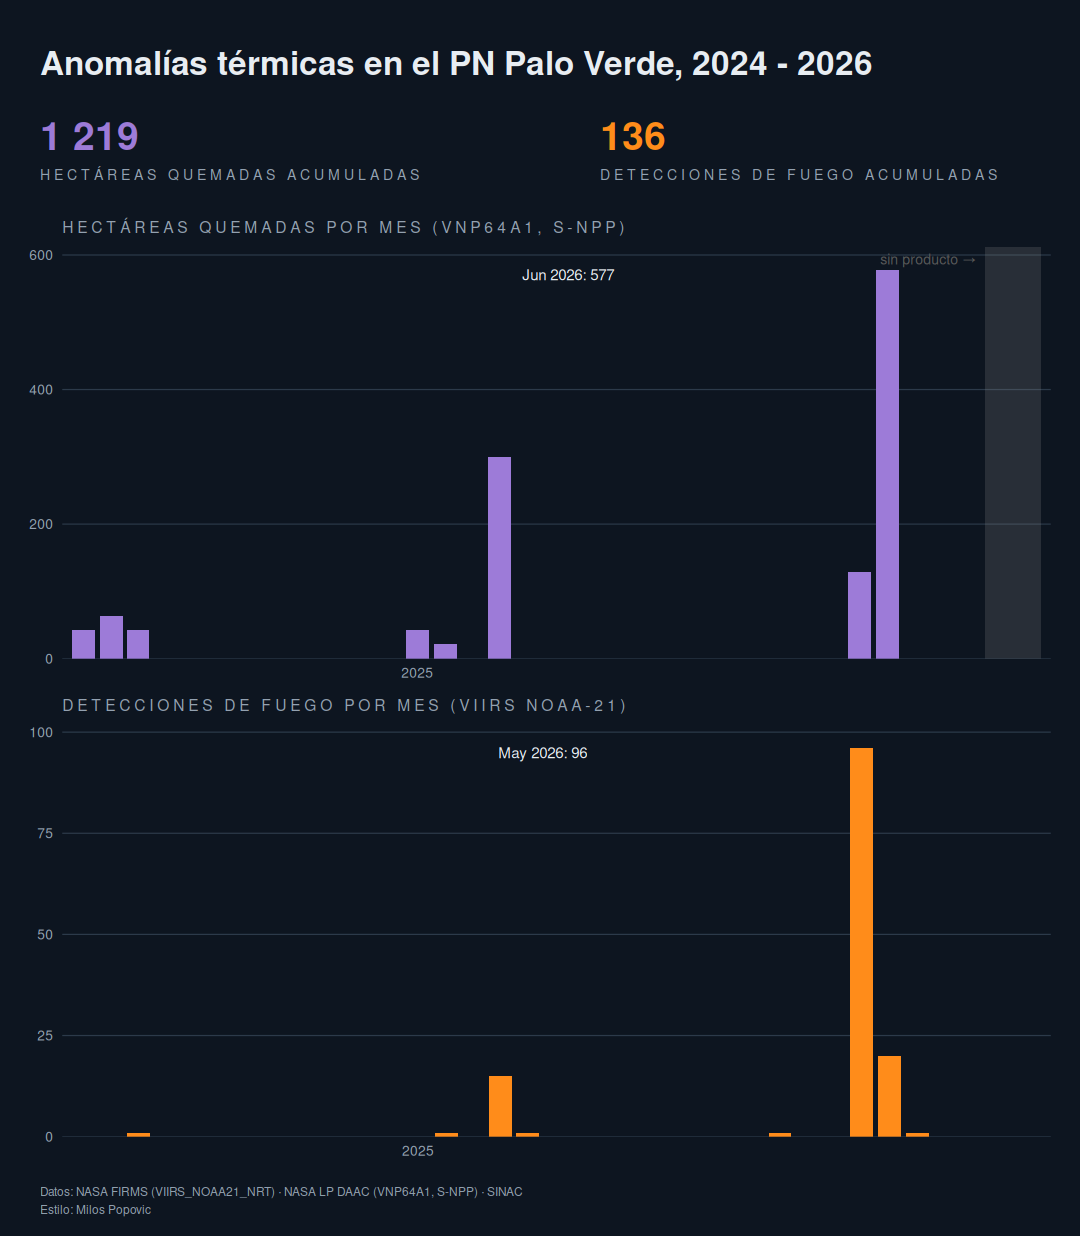 Anomalías térmicas en el PN Palo Verde, 2024 - 2026
1 219
HECTÁREAS QUEMADAS ACUMULADAS
136
DETECCIONES DE FUEGO ACUMULADAS
HECTÁREAS QUEMADAS POR MES (VNP64A1, S-NPP)
600
sin producto →
Jun 2026: 577
400
200
0
2025
DETECCIONES DE FUEGO POR MES (VIIRS NOAA-21)
100
May 2026: 96
75
50
25
0
2025
Datos: NASA FIRMS (VIIRS_NOAA21_NRT) · NASA LP DAAC (VNP64A1, S-NPP) · SINAC
Estilo: Milos Popovic